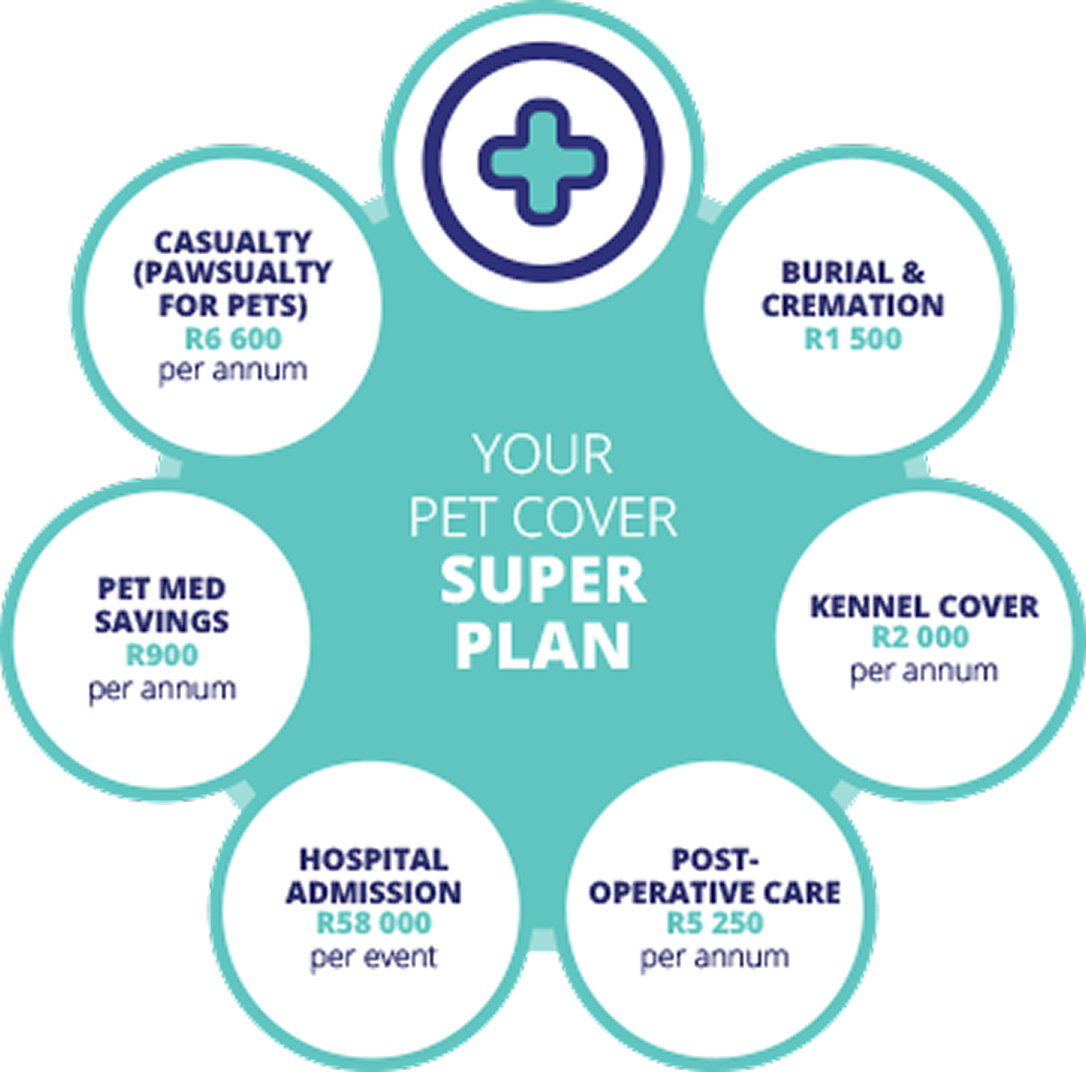 YOUR
PET COVER
SUPER
PLAN
BURIAL &
CREMATION
R1 500
KENNEL COVER
R2 000
per annum
POST-
OPERATIVE CARE
R5 250
per annum
HOSPITAL
ADMISSION
R58 000
per event
PET MED
SAVINGS
R900
per annum
CASUALTY
(PAWSUALTY
FOR PETS)
R6 600
per annum